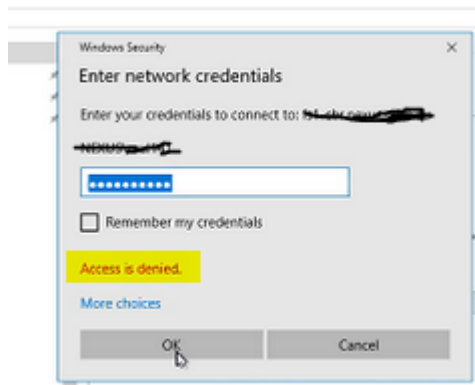 Windows Security
Enter network credentials
Enter your credentials to connect to:
Remember my credentials
Access is denied.
More choices
OK
Cancel